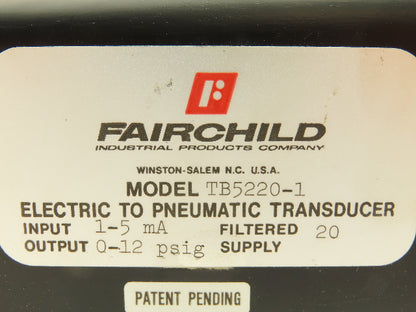 FAIRCHILD
INDUSTRIAL PRODUCTS COMPANY
WINSTON-SALEM N.C. U.S.A.
MODEL TB5220-1
ELECTRIC TO PNEUMATIC TRANSDUCER
INPUT 1-5 mA FILTERED 20
OUTPUT 0-12 psig SUPPLY
PATENT PENDING